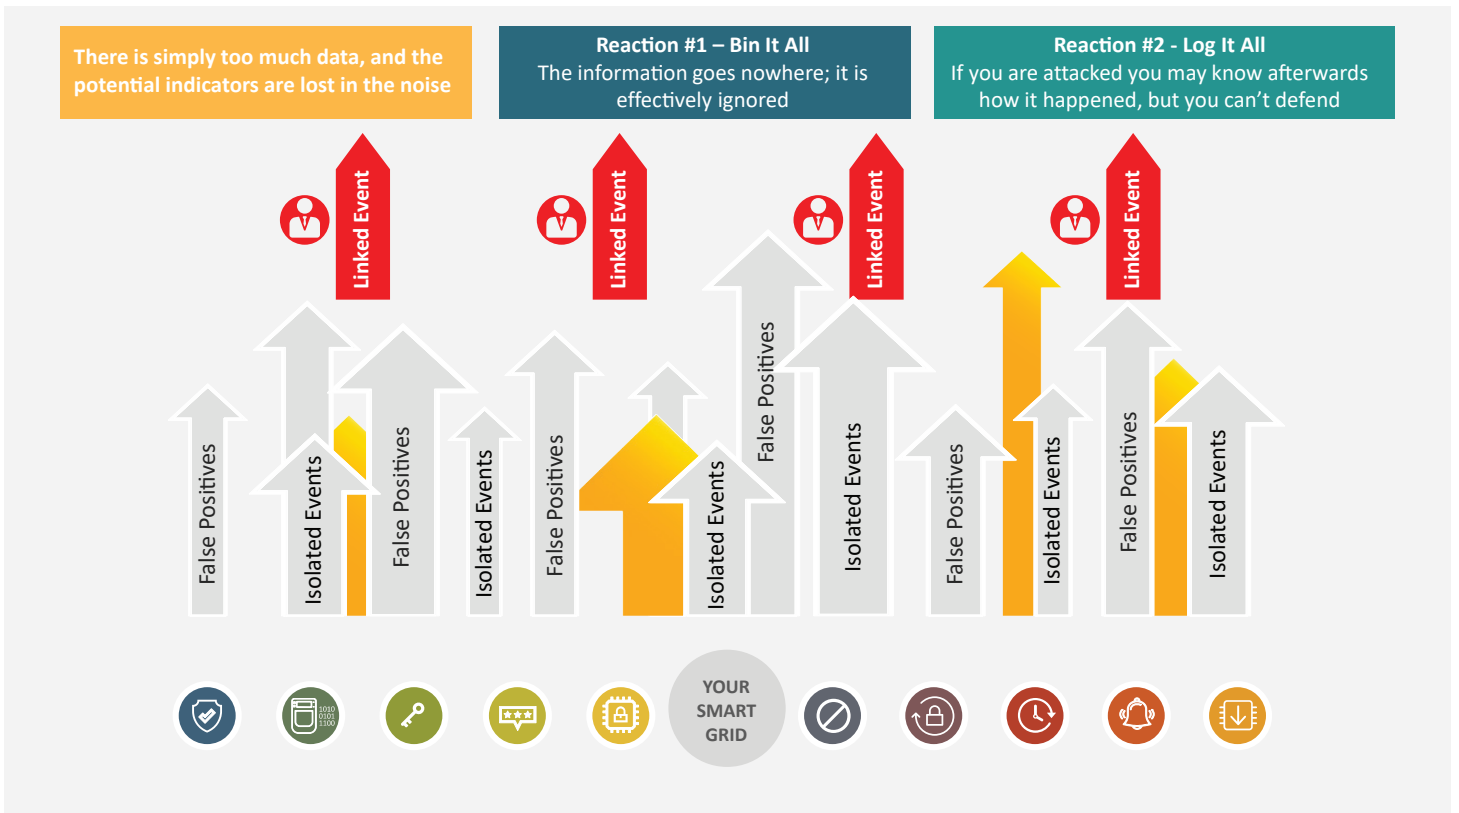 There is simply too much data, and the
potential indicators are lost in the noise
Reaction #1 – Bin It All
The information goes nowhere; it is
effectively ignored
Reaction #2 - Log It All
If you are attacked you may know afterwards
how it happened, but you can’t defend
Linked Event
Linked Event
Linked Event
Linked Event
False Positives
Isolated Events
False Positives
Isolated Events
False Positives
Isolated Events
False Positives
Isolated Events
False Positives
Isolated Events
False Positives
Isolated Events
1010
0101
1100
YOUR
SMART
GRID